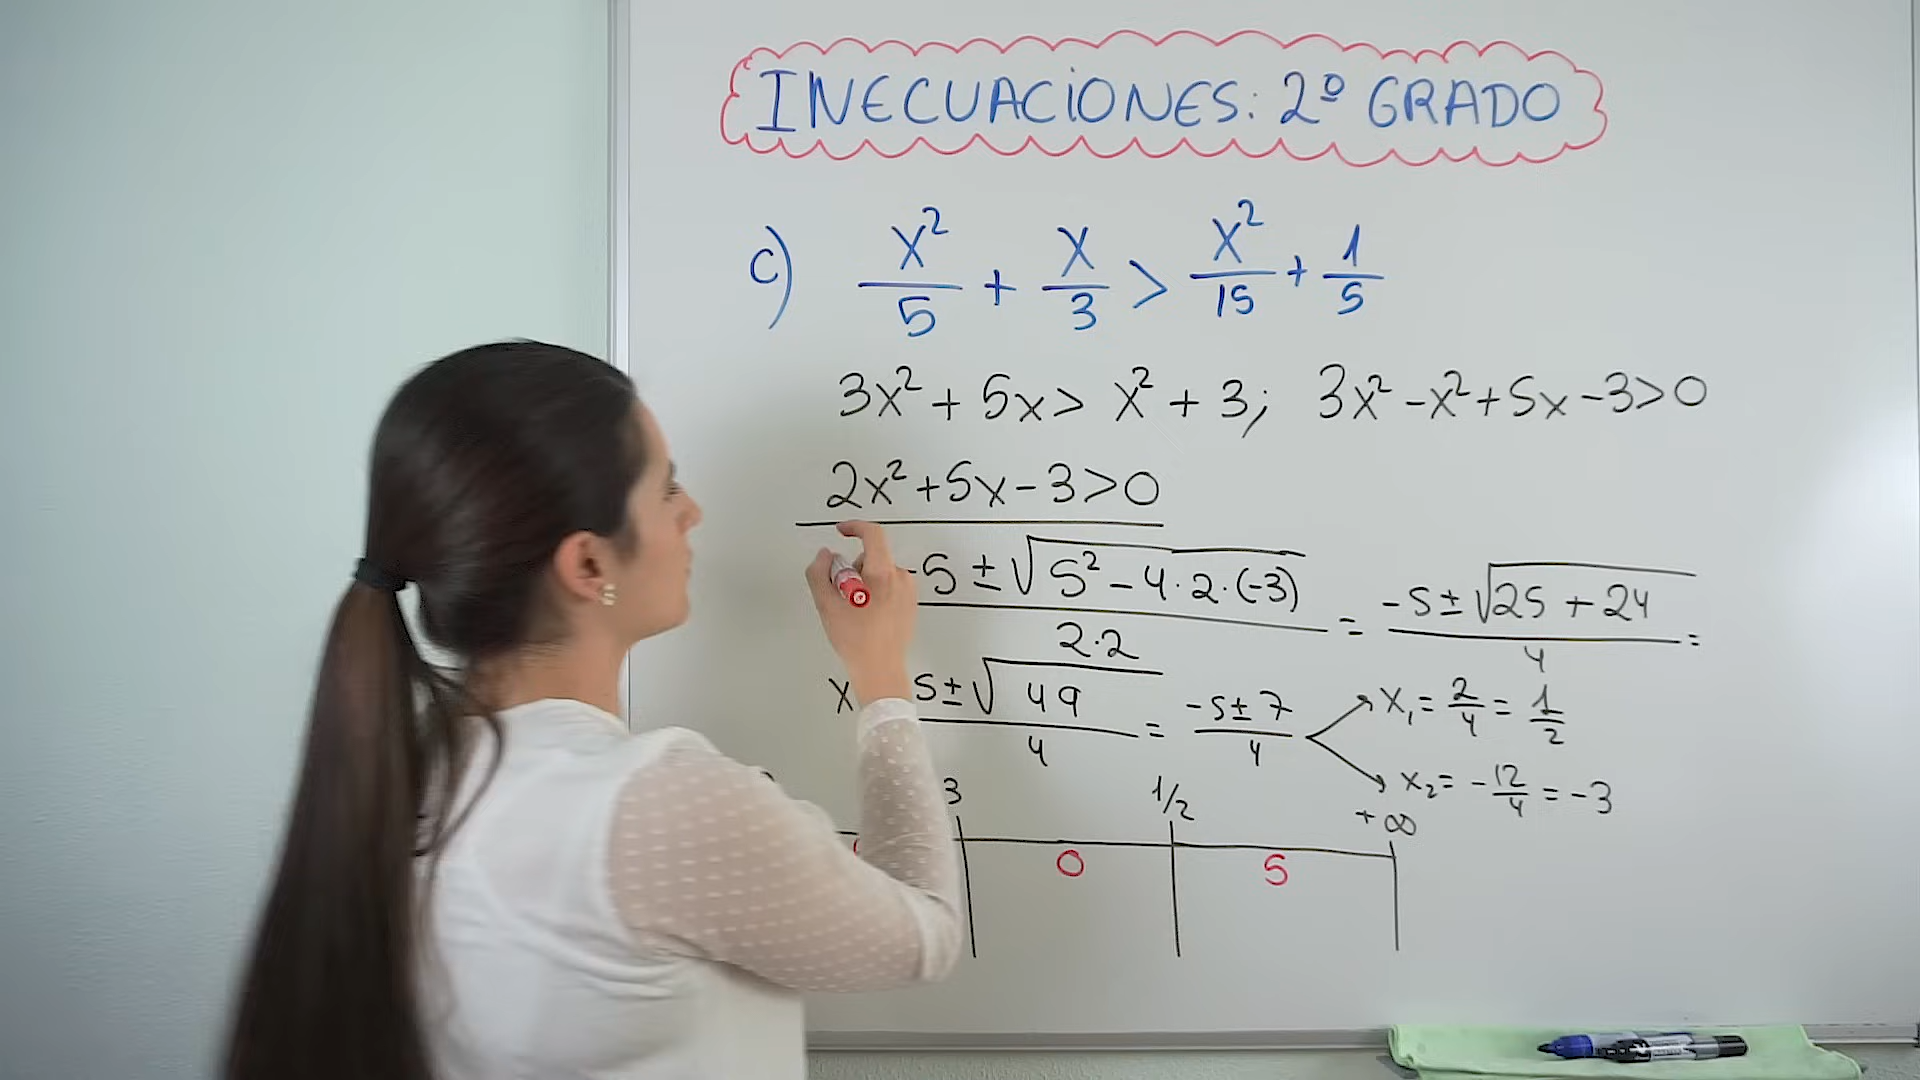 INECUACIONES: 2º GRADO
c) x²/5 + x/3 > x²/15 + 1/5
3x² + 5x > x² + 3; 3x² - x² + 5x - 3 > 0
2x² + 5x - 3 > 0
-5 ± √(5² - 4·2·(-3)) / 2·2 = -5 ± √(25 + 24) / 4 =
x 5 ± √49 / 4 = -5 ± 7 / 4 x₁ = 2/4 = 1/2
x₂ = -12/4 = -3
3 1/2 +∞
0 5